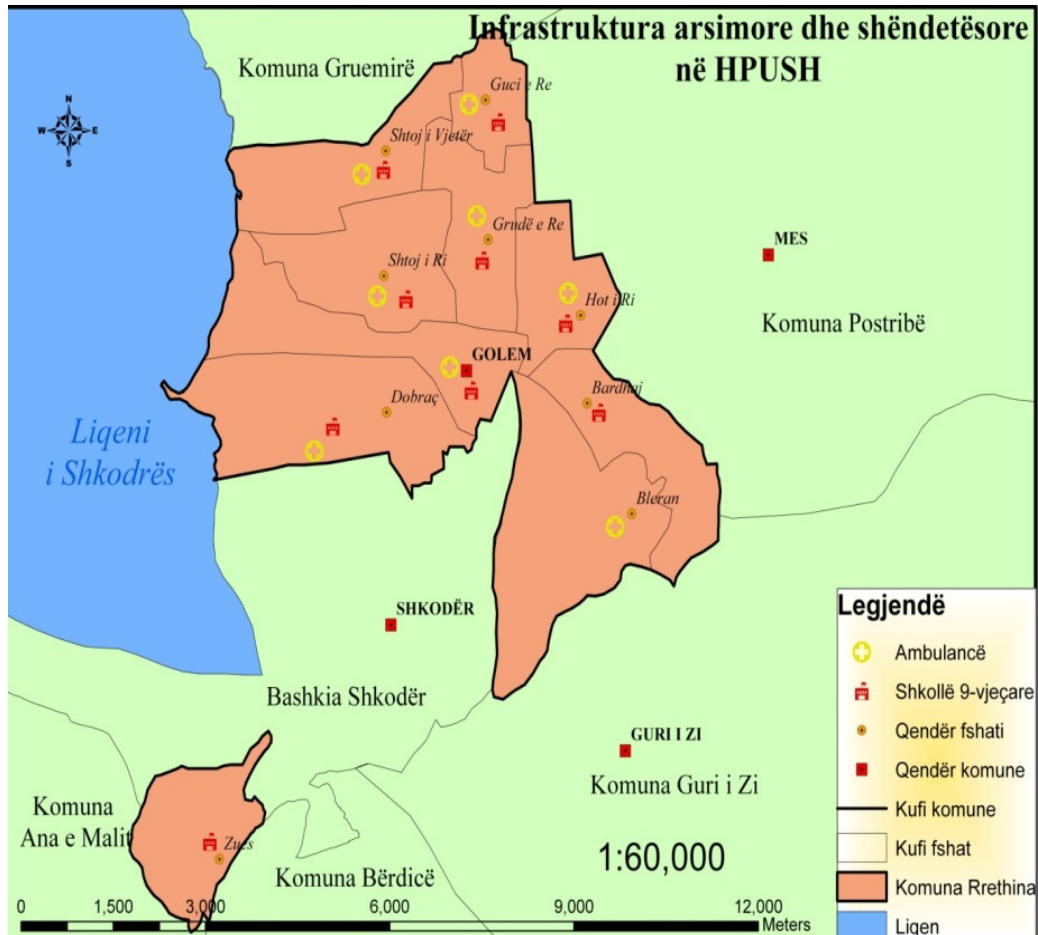 Infrastruktura arsimore dhe shëndetësore
në HPUSH
Komuna Gruemirë
N
W E
S
Guci e Re
Shtoj i Vjetër
Grudë e Re
MES
Shtoj i Ri
Hot i Ri
Komuna Postribë
GOLEM
Dobraç
Bardhaj
Liqeni
i Shkodrës
Bleran
SHKODËR
Bashkia Shkodër
GURI I ZI
Komuna Guri i Zi
Komuna
Ana e Malit
Zues
Komuna Bërdicë
1:60,000
0 1,500 3,000 6,000 9,000 12,000
Meters
Legjendë
Ambulancë
Shkollë 9-vjeçare
Qendër fshati
Qendër komune
Kufi komune
Kufi fshat
Komuna Rrethina
Liqen